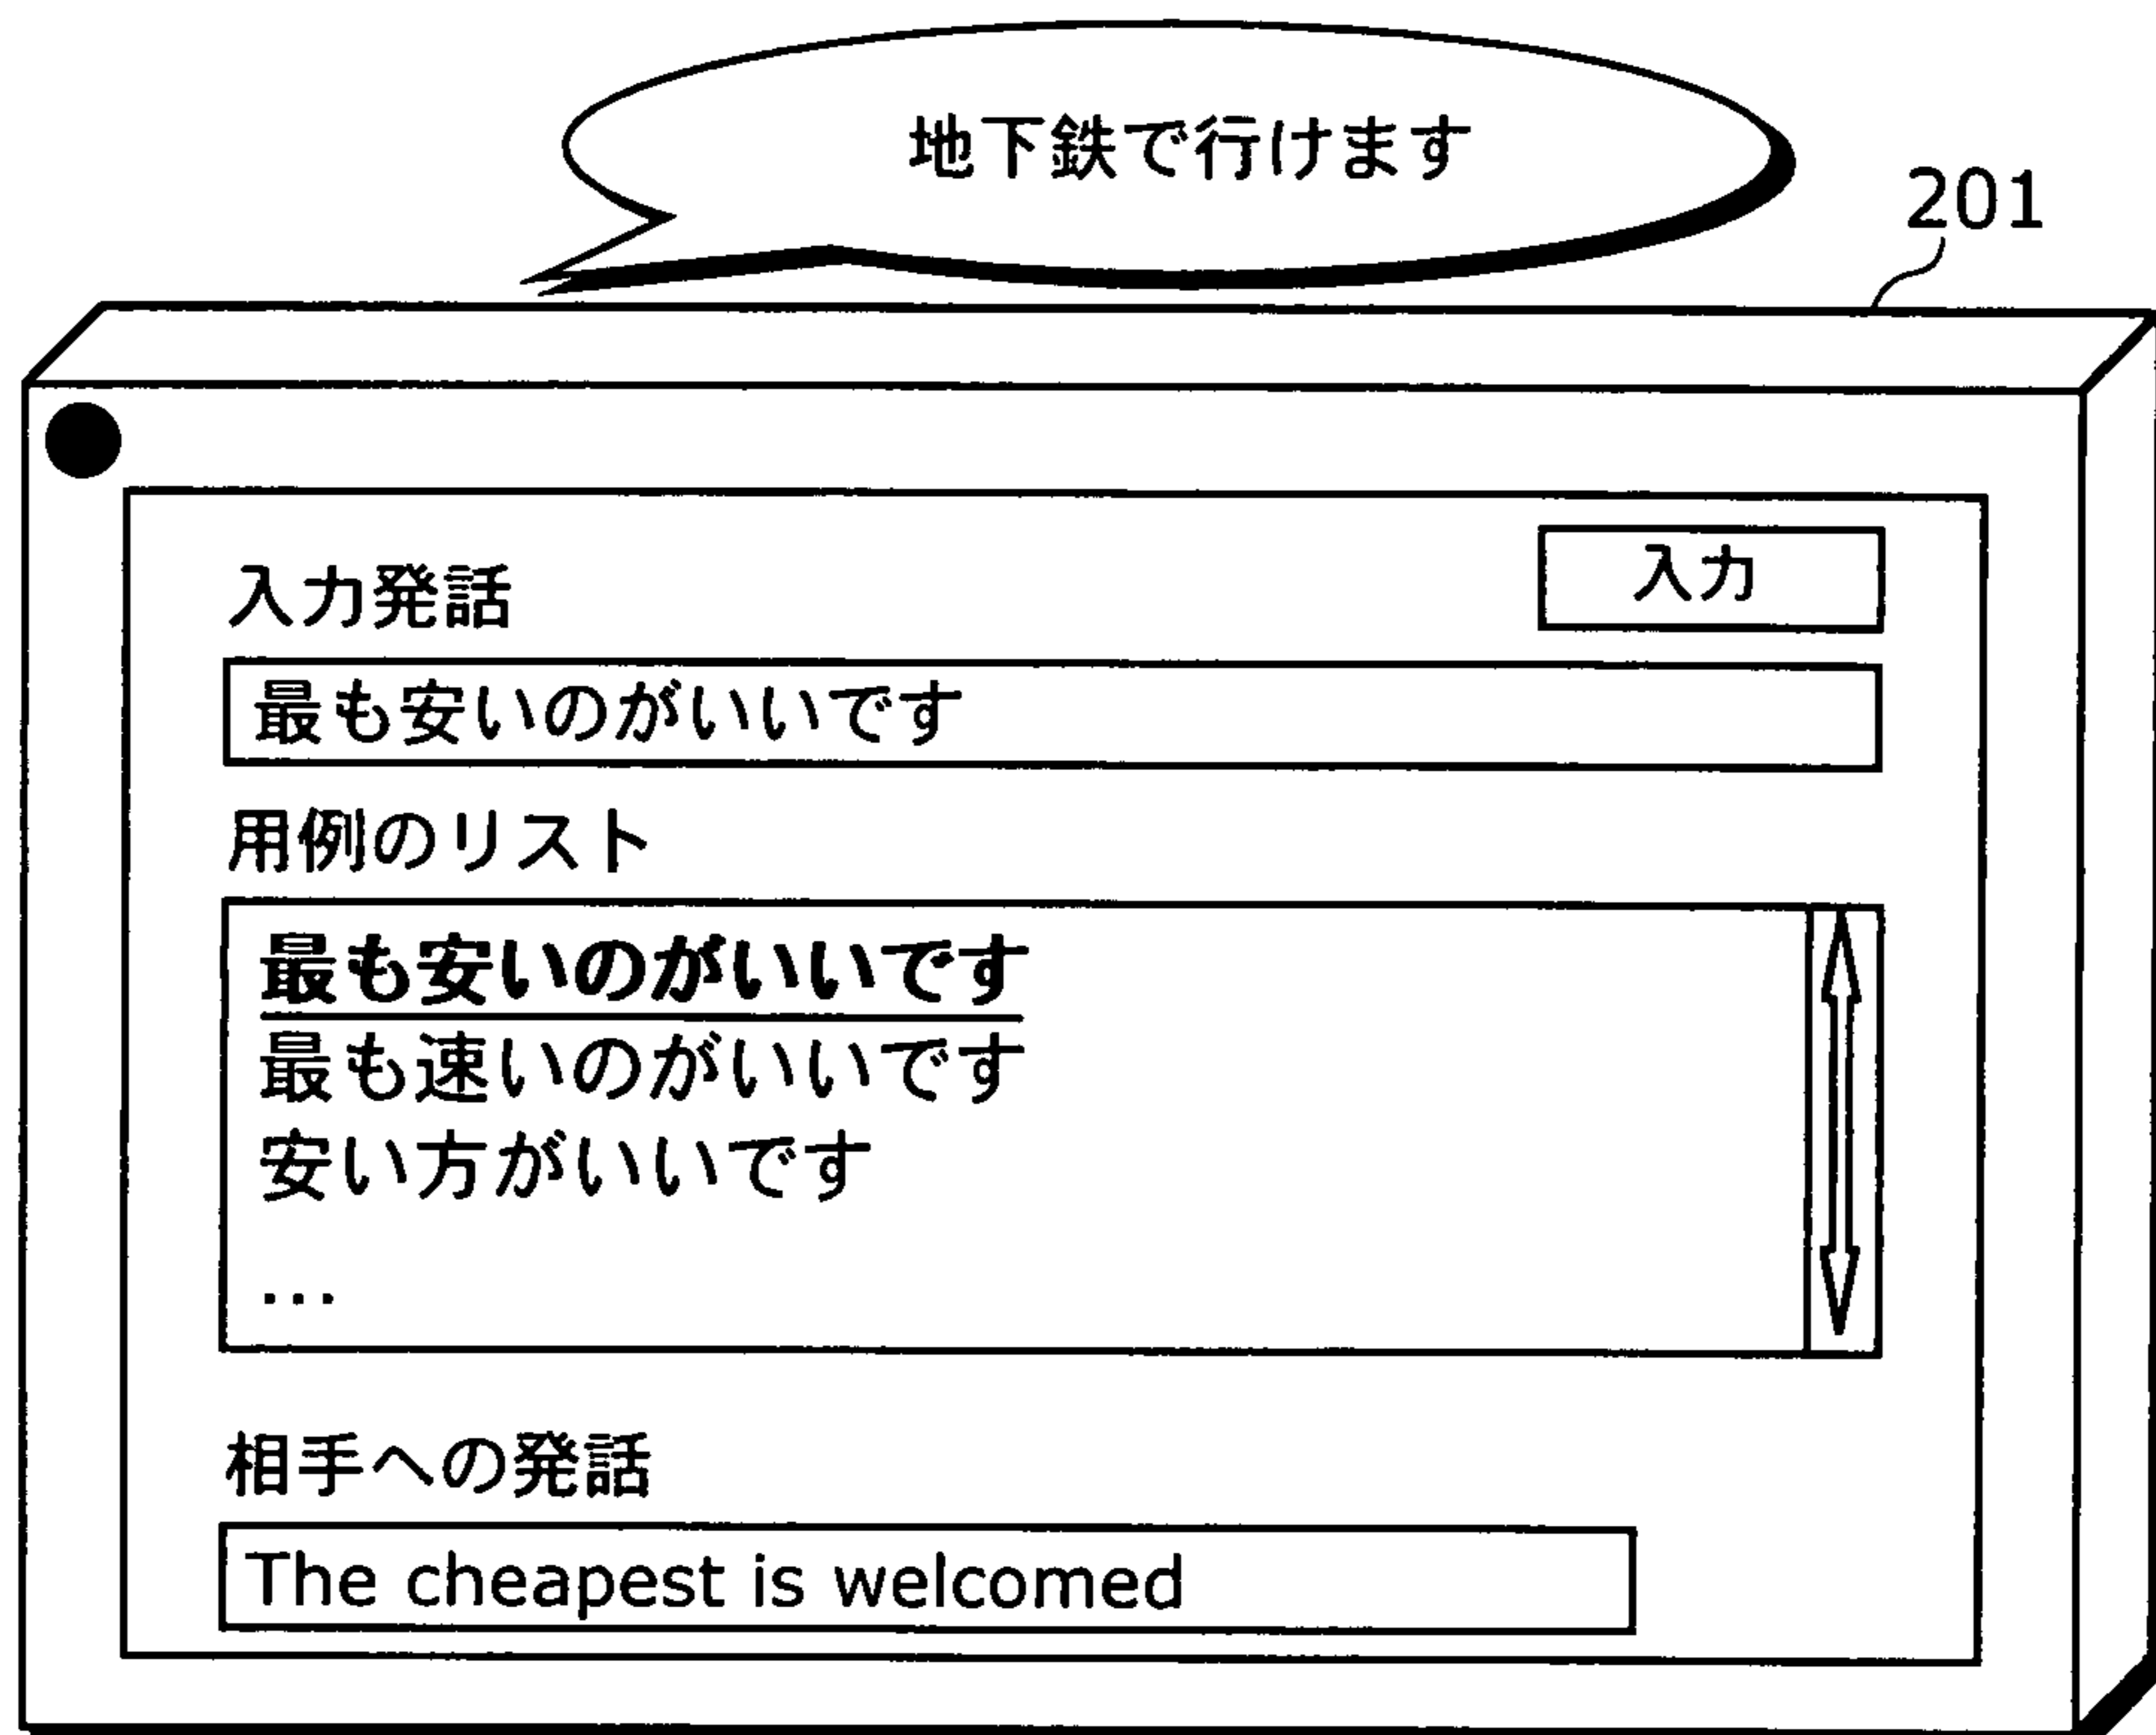 地下鉄で行けます
201
入力発話
入力
最も安いのがいいです
用例のリスト
最も安いのがいいです
最も速いのがいいです
安い方がいいです
...
相手への発話
The cheapest is welcomed